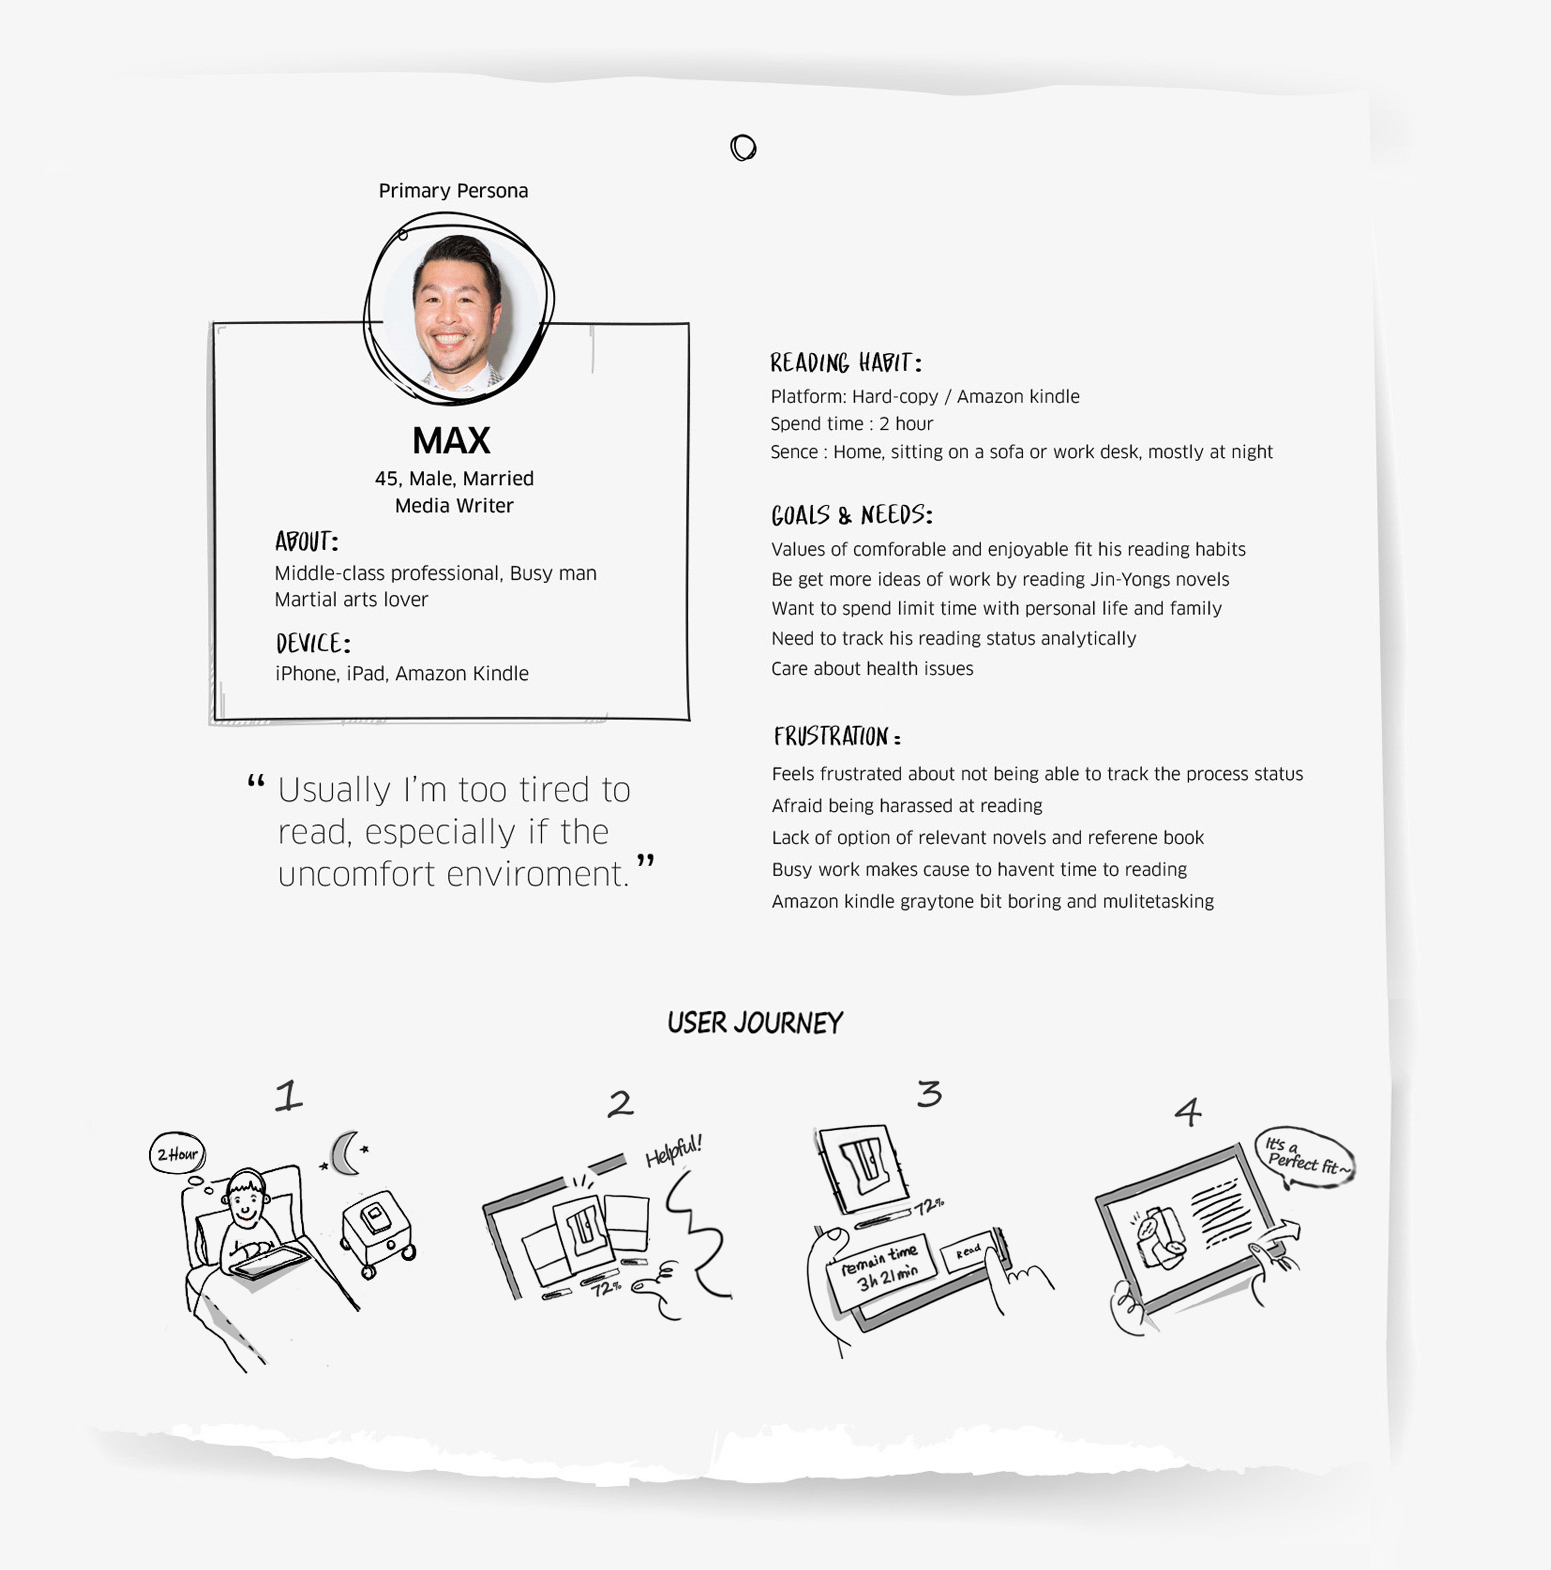 Primary Persona
MAX
45, Male, Married
Media Writer
ABOUT:
Middle-class professional, Busy man
Martial arts lover
DEVICE:
iPhone, iPad, Amazon Kindle
“ Usually I’m too tired to
read, especially if the
uncomfort enviroment. ”
READING HABIT:
Platform: Hard-copy / Amazon kindle
Spend time : 2 hour
Sence : Home, sitting on a sofa or work desk, mostly at night
GOALS & NEEDS:
Values of comforable and enjoyable fit his reading habits
Be get more ideas of work by reading Jin-Yongs novels
Want to spend limit time with personal life and family
Need to track his reading status analytically
Care about health issues
FRUSTRATION :
Feels frustrated about not being able to track the process status
Afraid being harassed at reading
Lack of option of relevant novels and referene book
Busy work makes cause to havent time to reading
Amazon kindle graytone bit boring and mulitetasking
USER JOURNEY
1
2 Hour
2
Helpful!
72%
3
72%
remain time
3h 21min
Read
4
It's a
Perfect fit~